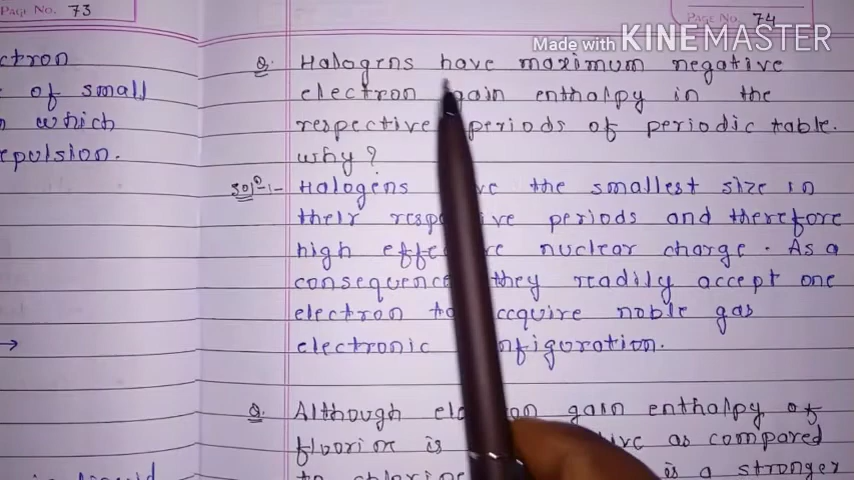 Page No. 73
Page No. 74
Made with KINEMASTER
ctron
of small
which
epulsion.
Q. Halogens have maximum negative
electron gain enthalpy in the
respective periods of periodic table.
why?
Solⁿ:- Halogens the smallest size in
their periods and therefore
high nuclear charge. As a
consequence they readily accept one
electron noble gas
electronic
→
Q. Although gain enthalpy of
fluorine is as compared
to chlorine is a stronger